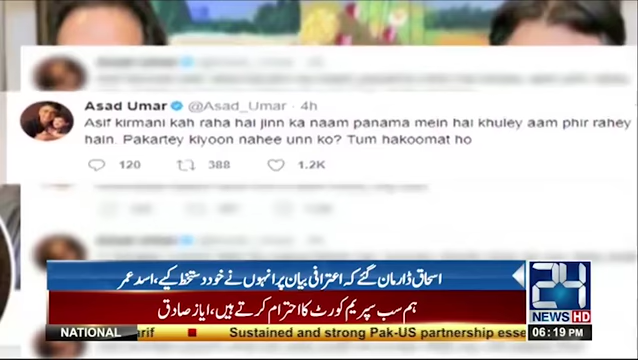 Asad Umar @Asad_Umar · 4h
Asif kirmani kah raha hai jinn ka naam panama mein hai khuley aam phir rahey
hain. Pakartey kiyoon nahee unn ko? Tum hakoomat ho
120 388 1.2K
اسحاق ڈار مان گئے کہ اعترافی بیان پر انہوں نے خود دستخط کیے، اسد عمر
ہم سب سپریم کورٹ کا احترام کرتے ہیں، ایاز صادق
24
NEWS HD
NATIONAL arif Sustained and strong Pak-US partnership esse 06:19 PM